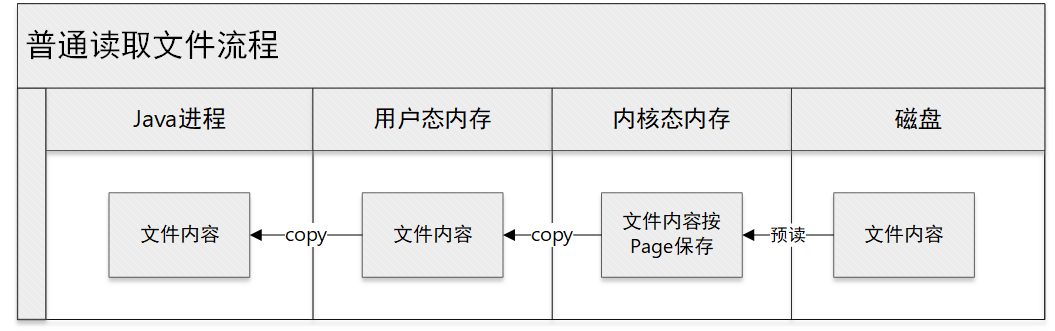 普通读取文件流程
Java进程
用户态内存
内核态内存
磁盘
文件内容
copy
文件内容
copy
文件内容按
Page保存
预读
文件内容